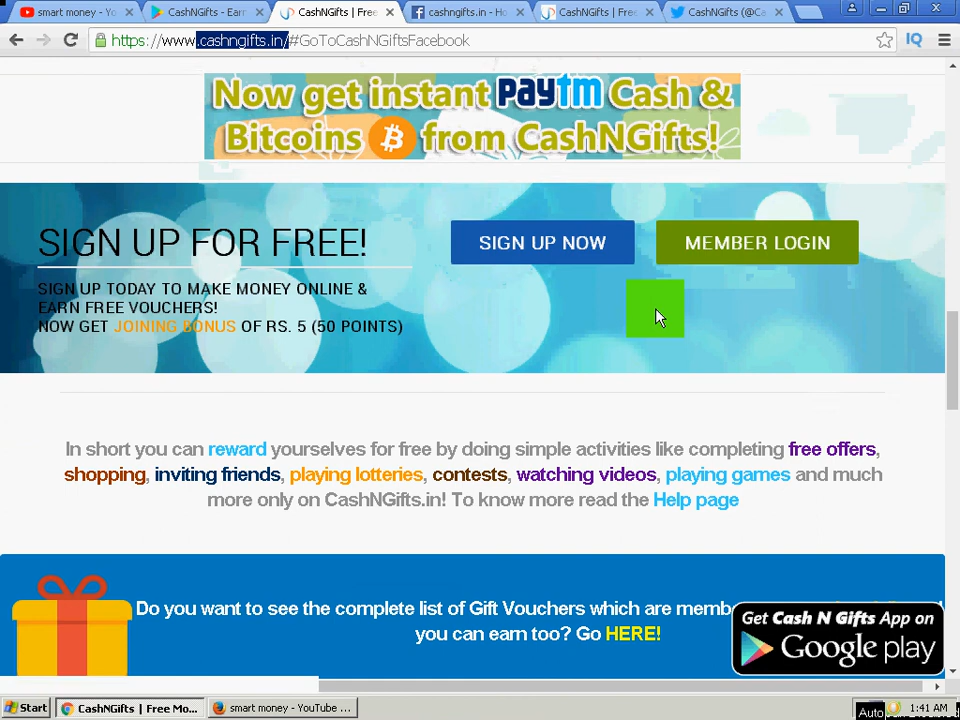 smart money - Yo
CashNGifts - Earn
CashNGifts | Free
cashngifts.in - Ho
CashNGifts | Free
CashNGifts (@Ca
https://www.cashngifts.in/#GoToCashNGiftsFacebook
IQ
Now get instant paytm Cash &
Bitcoins B from CashNGifts!
SIGN UP FOR FREE!
SIGN UP NOW
MEMBER LOGIN
SIGN UP TODAY TO MAKE MONEY ONLINE &
EARN FREE VOUCHERS!
NOW GET JOINING BONUS OF RS. 5 (50 POINTS)
In short you can reward yourselves for free by doing simple activities like completing free offers,
shopping, inviting friends, playing lotteries, contests, watching videos, playing games and much
more only on CashNGifts.in! To know more read the Help page
Do you want to see the complete list of Gift Vouchers which are memb
you can earn too? Go HERE!
Get Cash N Gifts App on
Google play
Start
CashNGifts | Free Mo...
smart money - YouTube ...
1:41 AM